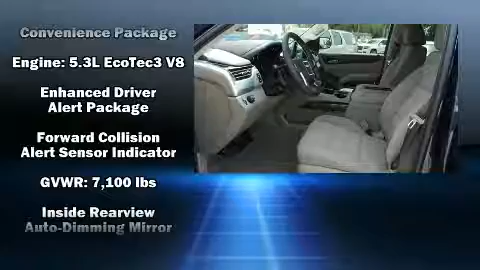 Convenience Package
Engine: 5.3L EcoTec3 V8
Enhanced Driver
Alert Package
Forward Collision
Alert Sensor Indicator
GVWR: 7,100 lbs
Inside Rearview
Auto-Dimming Mirror